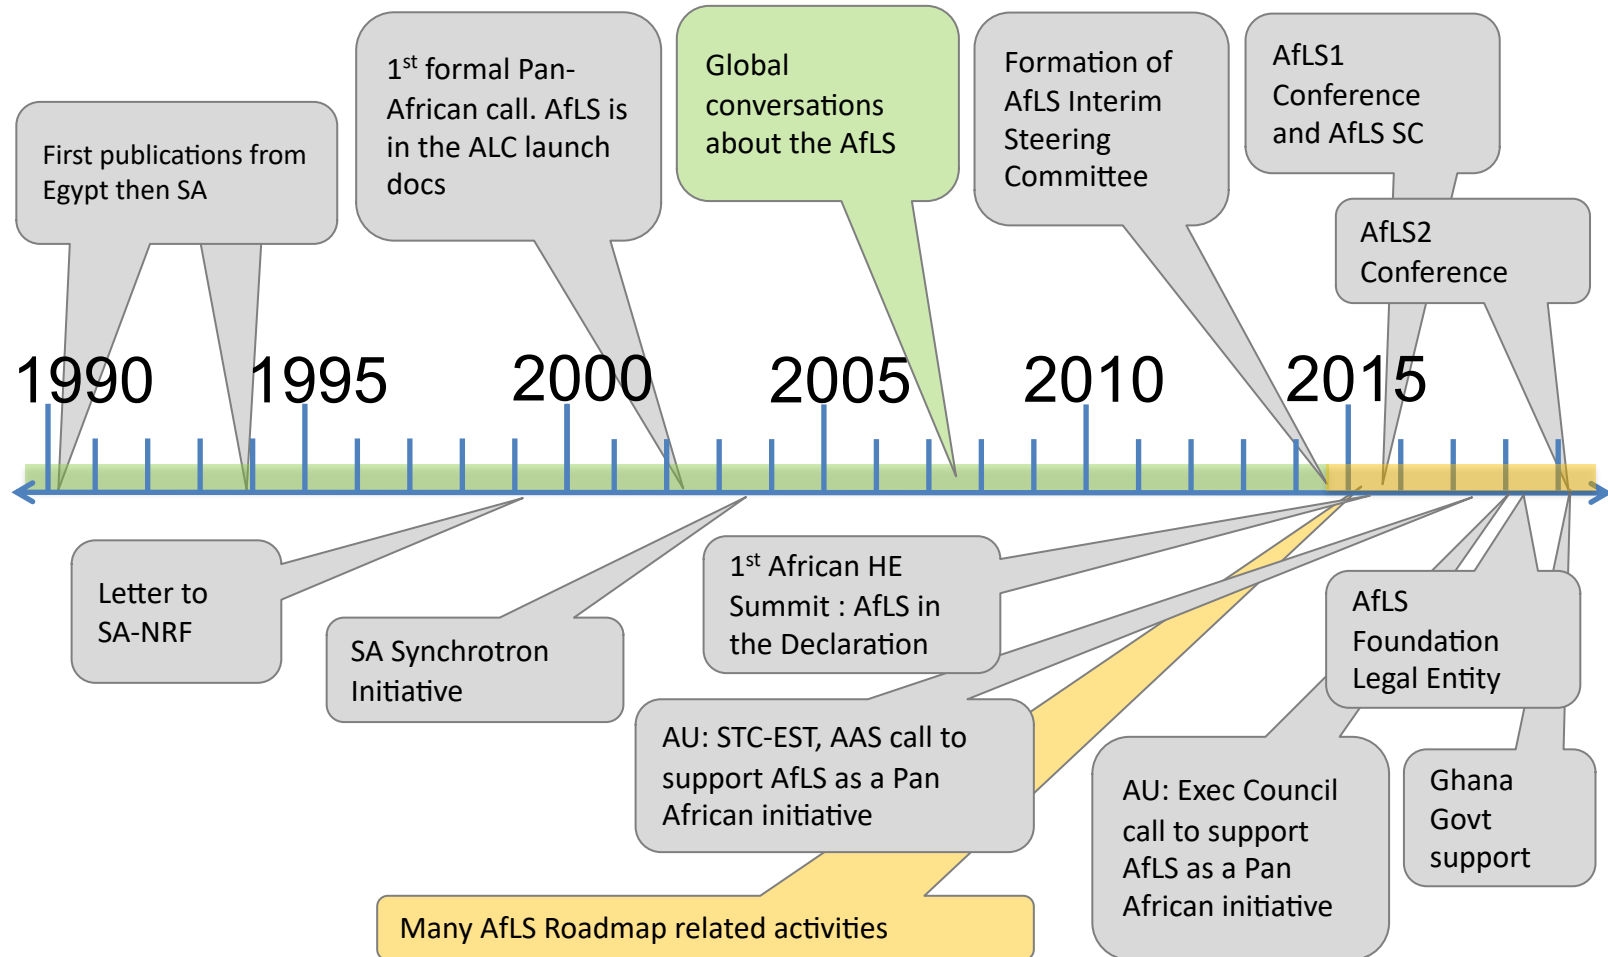 First publications from
Egypt then SA
1st formal Pan-
African call. AfLS is
in the ALC launch
docs
Global
conversations
about the AfLS
Formation of
AfLS Interim
Steering
Committee
AfLS1
Conference
and AfLS SC
AfLS2
Conference
1990 1995 2000 2005 2010 2015
Letter to
SA-NRF
SA Synchrotron
Initiative
1st African HE
Summit : AfLS in
the Declaration
AU: STC-EST, AAS call to
support AfLS as a Pan
African initiative
Many AfLS Roadmap related activities
AU: Exec Council
call to support
AfLS as a Pan
African initiative
AfLS
Foundation
Legal Entity
Ghana
Govt
support